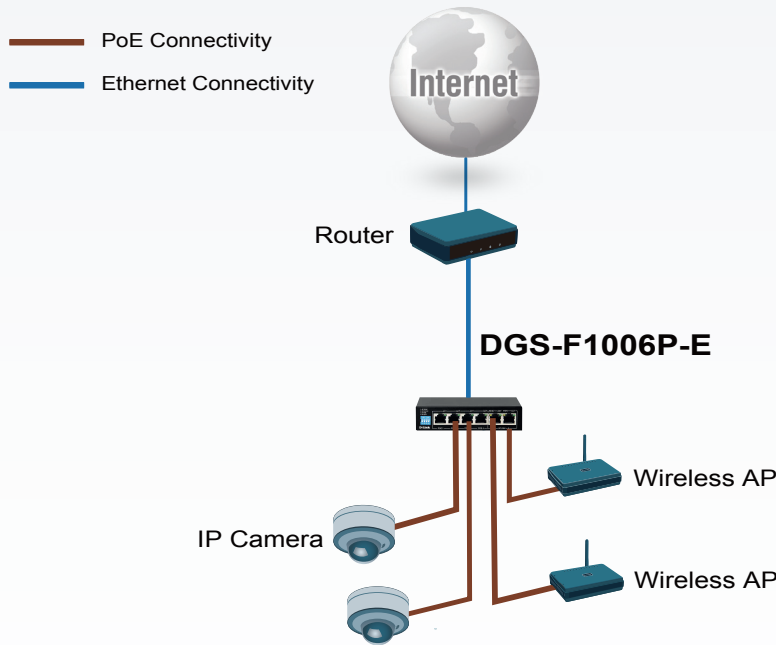 PoE Connectivity
Ethernet Connectivity
Internet
Router
DGS-F1006P-E
Wireless AP
IP Camera
Wireless AP